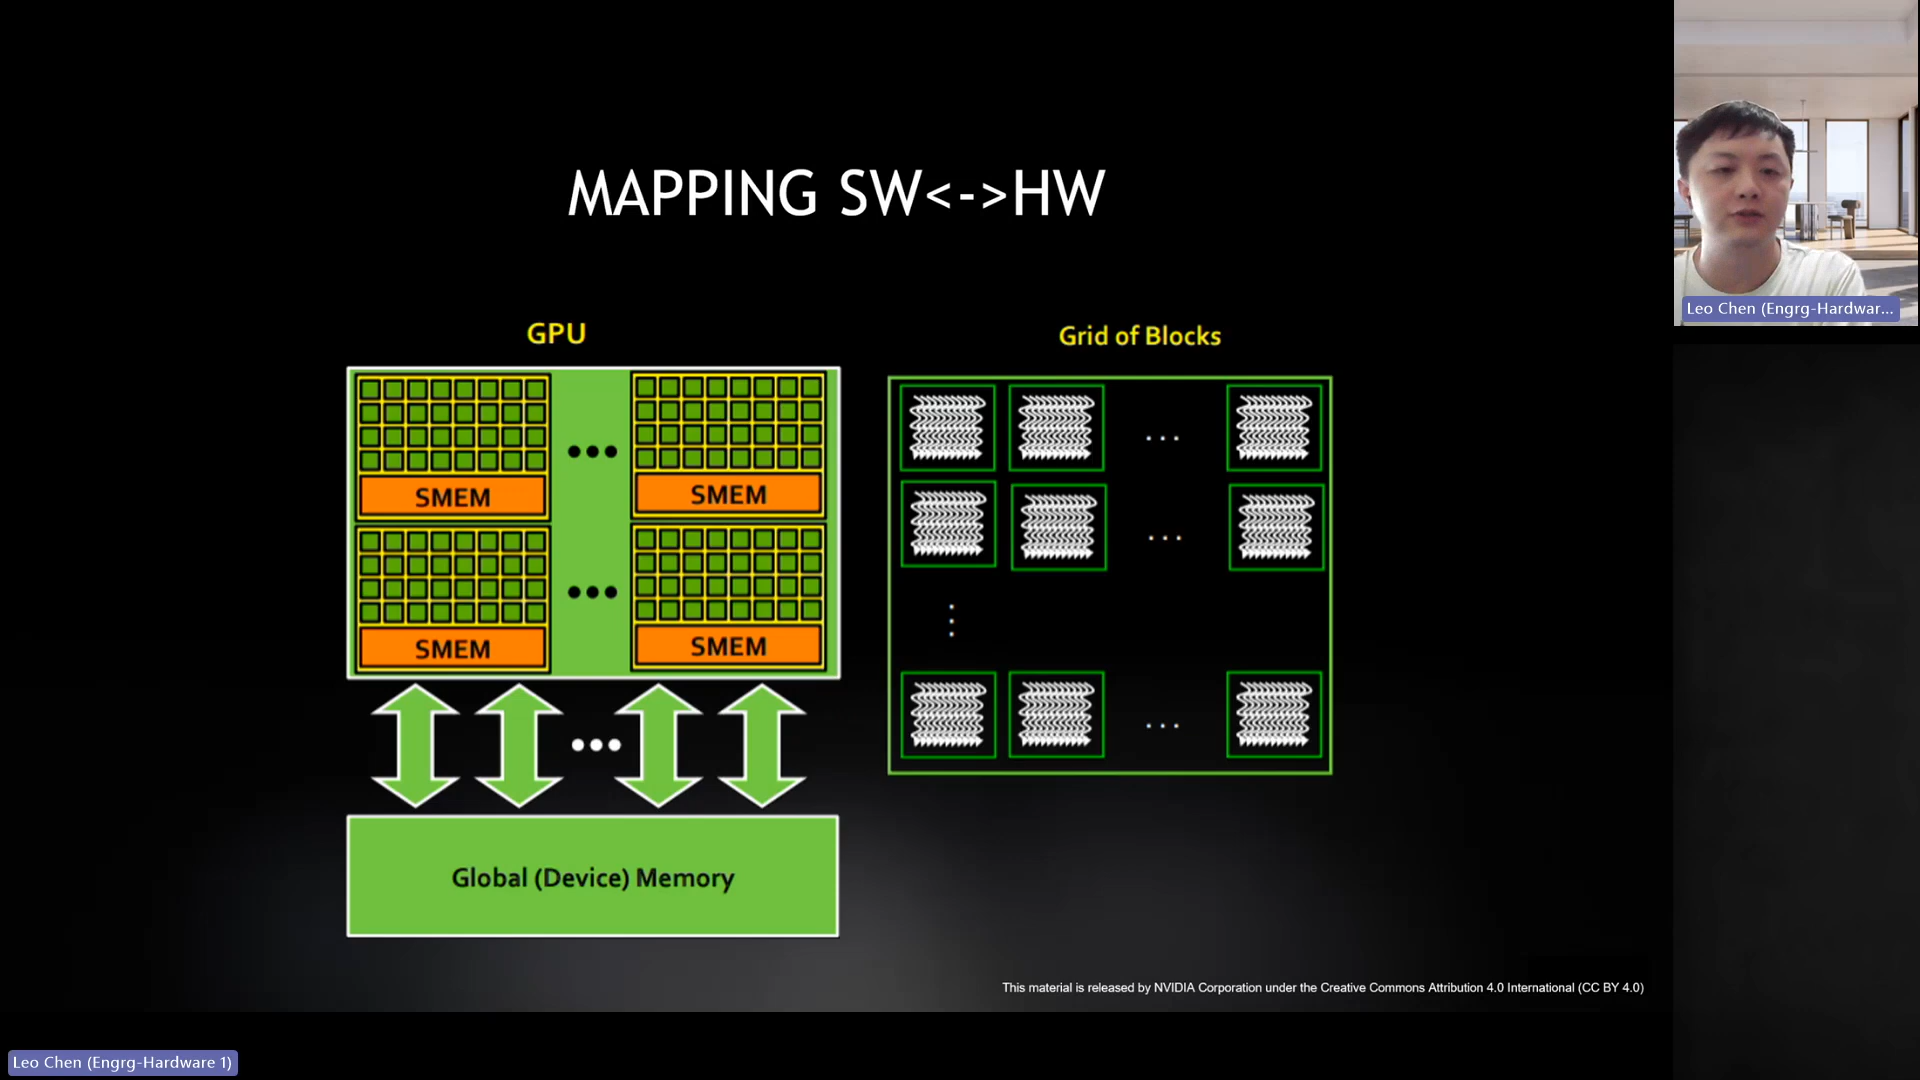 MAPPING SW<->HW
GPU
Grid of Blocks
SMEM
SMEM
SMEM
SMEM
Global (Device) Memory
This material is released by NVIDIA Corporation under the Creative Commons Attribution 4.0 International (CC BY 4.0)
Leo Chen (Engrg-Hardwar...
Leo Chen (Engrg-Hardware 1)